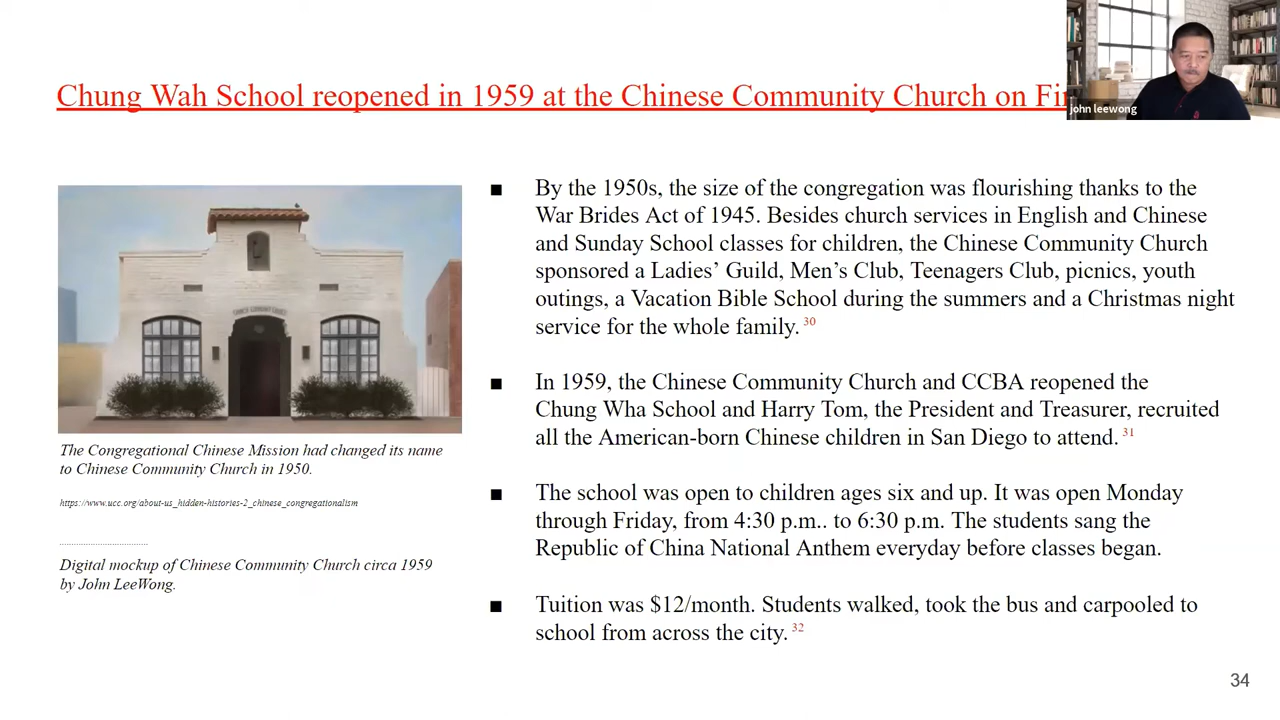 Chung Wah School reopened in 1959 at the Chinese Community Church on
john leewong
By the 1950s, the size of the congregation was flourishing thanks to the
War Brides Act of 1945. Besides church services in English and Chinese
and Sunday School classes for children, the Chinese Community Church
sponsored a Ladies' Guild, Men's Club, Teenagers Club, picnics, youth
outings, a Vacation Bible School during the summers and a Christmas night
service for the whole family. 30
In 1959, the Chinese Community Church and CCBA reopened the
Chung Wha School and Harry Tom, the President and Treasurer, recruited
all the American-born Chinese children in San Diego to attend. 31
The school was open to children ages six and up. It was open Monday
through Friday, from 4:30 p.m.. to 6:30 p.m. The students sang the
Republic of China National Anthem everyday before classes began.
Tuition was $12/month. Students walked, took the bus and carpooled to
school from across the city. 32
The Congregational Chinese Mission had changed its name
to Chinese Community Church in 1950.
https://www.ucc.org/about-us_hidden-histories-2_chinese_congregationalism
Digital mockup of Chinese Community Church circa 1959
by John LeeWong.
34